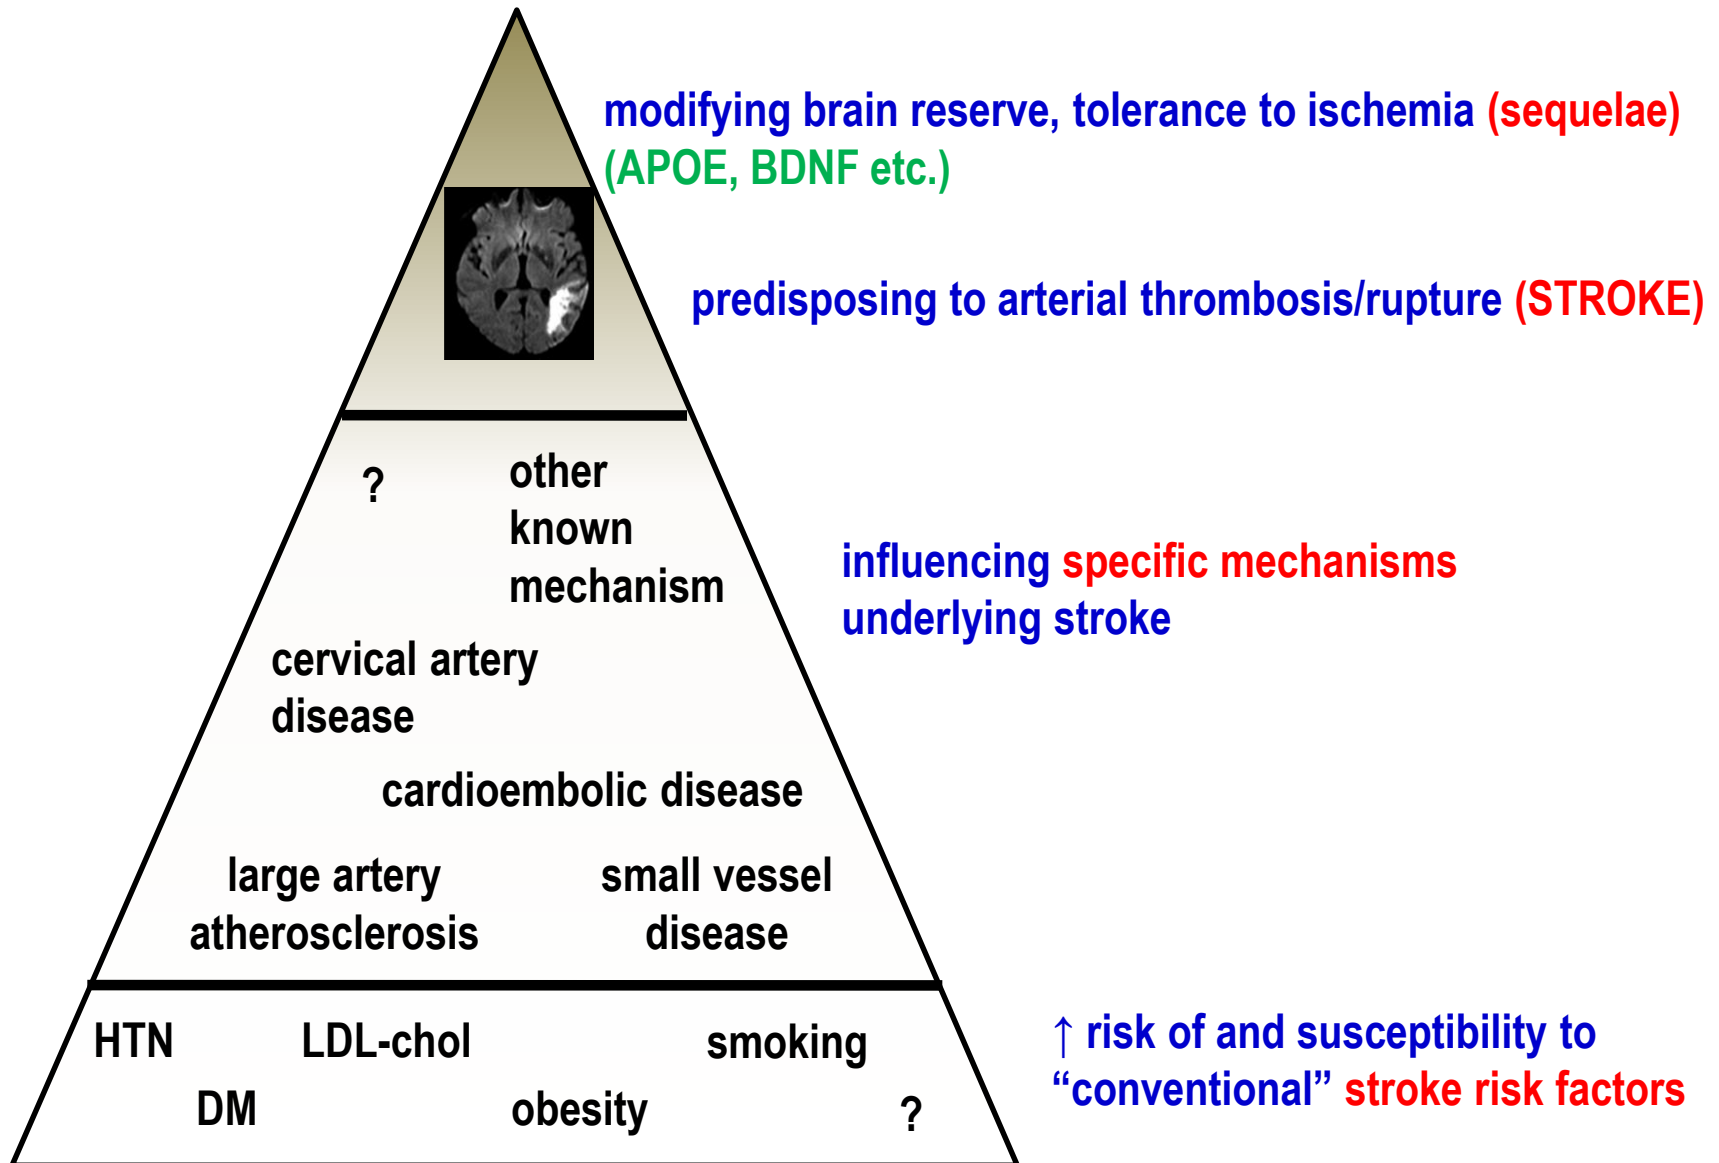 modifying brain reserve, tolerance to ischemia (sequelae)
(APOE, BDNF etc.)
predisposing to arterial thrombosis/rupture (STROKE)
?
other
known
mechanism
influencing specific mechanisms
underlying stroke
cervical artery
disease
cardioembolic disease
large artery
atherosclerosis
small vessel
disease
HTN
LDL-chol
smoking
DM
obesity
?
↑ risk of and susceptibility to
“conventional” stroke risk factors